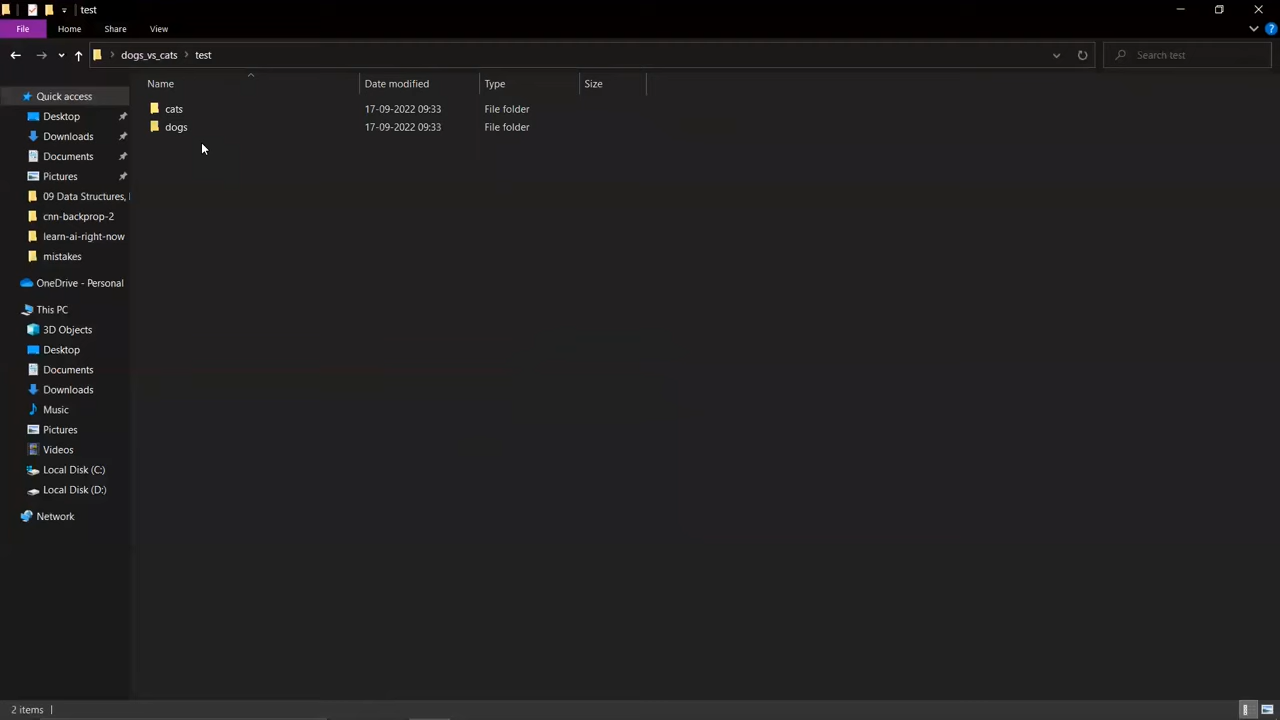 test
File Home Share View
dogs_vs_cats test
Search test
Name Date modified Type Size
cats 17-09-2022 09:33 File folder
dogs 17-09-2022 09:33 File folder
Quick access
Desktop
Downloads
Documents
Pictures
09 Data Structures,
cnn-backprop-2
learn-ai-right-now
mistakes
OneDrive - Personal
This PC
3D Objects
Desktop
Documents
Downloads
Music
Pictures
Videos
Local Disk (C:)
Local Disk (D:)
Network
2 items